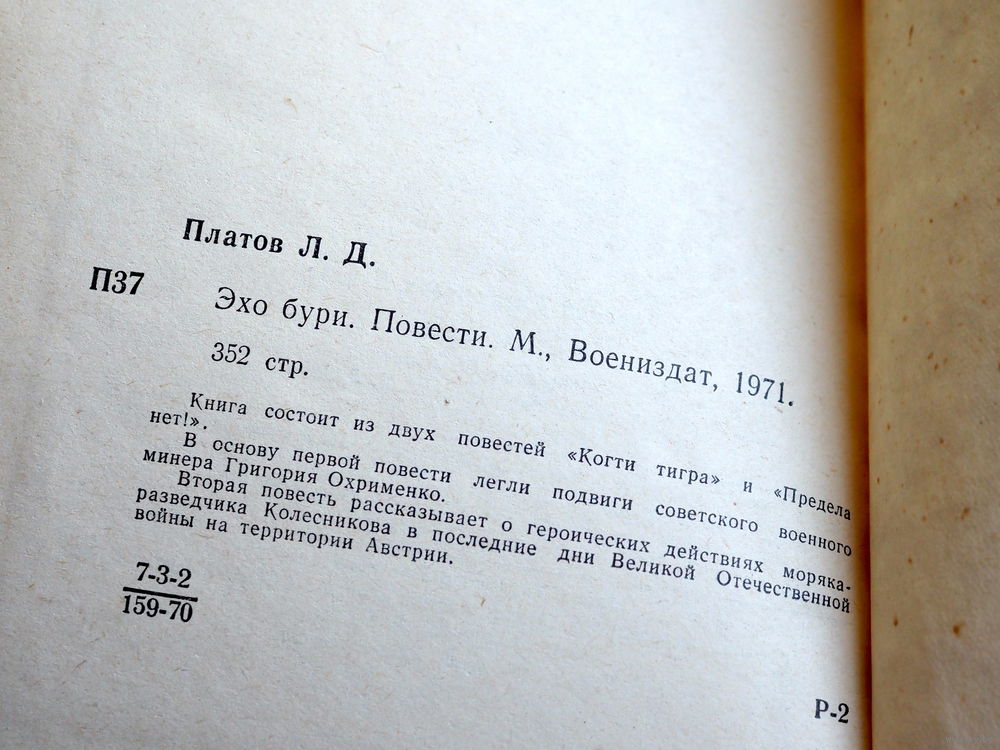 Платов Л. Д.
П37
Эхо бури. Повести. М., Воениздат, 1971.
352 стр.
Книга состоит из двух повестей «Когти тигра» и «Предела
нет!».
В основу первой повести легли подвиги советского военного
минера Григория Охрименко.
Вторая повесть рассказывает о героических действиях моряка-
разведчика Колесникова в последние дни Великой Отечественной
войны на территории Австрии.
7-3-2
159-70
Р-2